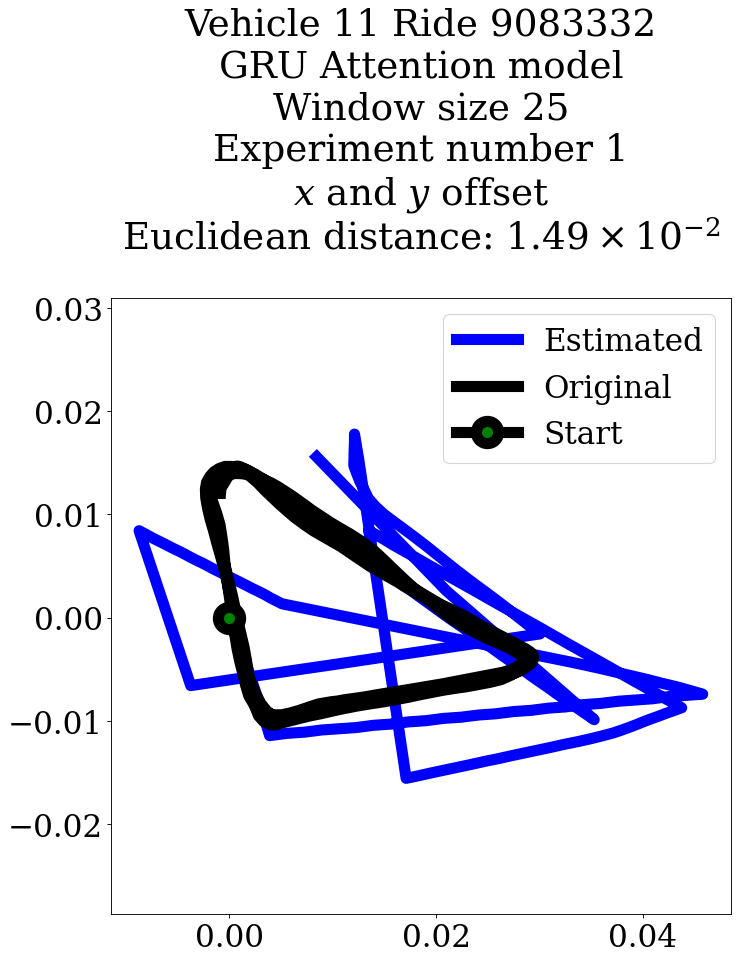 Vehicle 11 Ride 9083332
GRU Attention model
Window size 25
Experiment number 1
x and y offset
Euclidean distance: 1.49 × 10⁻²
0.03
0.02
0.01
0.00
−0.01
−0.02
Estimated
Original
Start
0.00 0.02 0.04